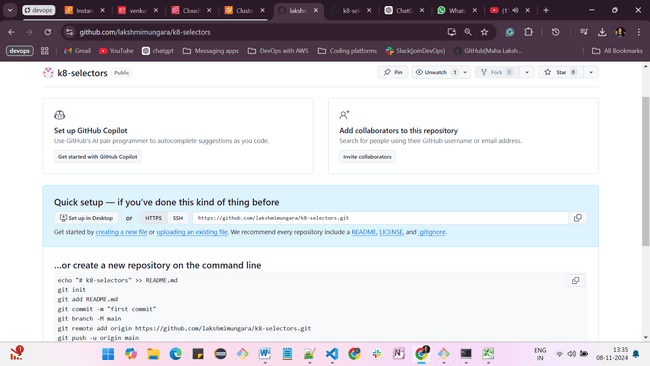 devops
Instan
venka
Cloud!
Cluste
lakshm
k8-sel
ChatG
Whats
(1)
github.com/lakshmimungara/k8-selectors
devops
Gmail
YouTube
chatgpt
Messaging apps
DevOps with AWS
Coding platforms
Slack(joinDevOps)
GitHub(Maha Laksh...
All Bookmarks
k8-selectors
Public
Pin
Unwatch 1
Fork 0
Star 0
Set up GitHub Copilot
Use GitHub's AI pair programmer to autocomplete suggestions as you code.
Get started with GitHub Copilot
Add collaborators to this repository
Search for people using their GitHub username or email address.
Invite collaborators
Quick setup — if you've done this kind of thing before
Set up in Desktop or HTTPS SSH https://github.com/lakshmimungara/k8-selectors.git
Get started by creating a new file or uploading an existing file. We recommend every repository include a README, LICENSE, and .gitignore.
...or create a new repository on the command line
echo "# k8-selectors" >> README.md
git init
git add README.md
git commit -m "first commit"
git branch -M main
git remote add origin https://github.com/lakshmimungara/k8-selectors.git
git push -u origin main
ENG
IN
13:35
08-11-2024